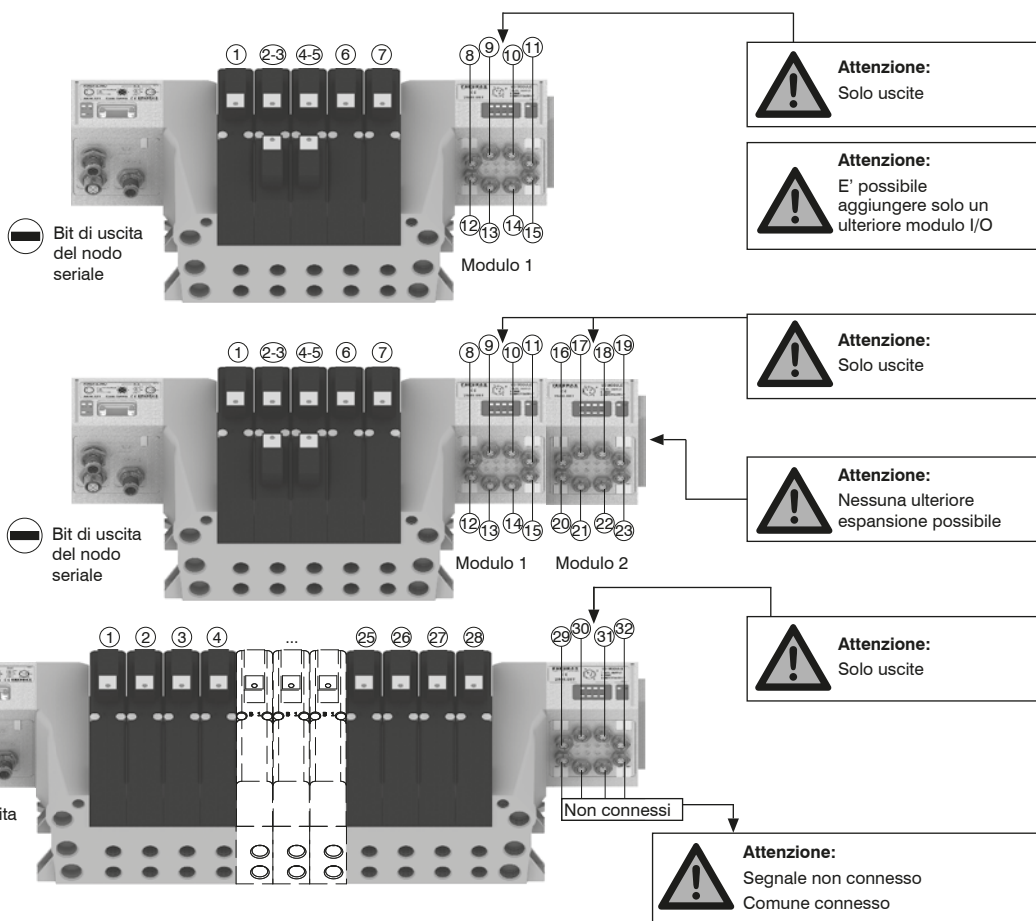 1 2-3 4-5 6 7 8 9 10 11
12 13 14 15
Modulo 1
Bit di uscita
del nodo
seriale
Attenzione:
Solo uscite
Attenzione:
E' possibile
aggiungere solo un
ulteriore modulo I/O
1 2-3 4-5 6 7 8 9 10 11 16 17 18 19
12 13 14 15 20 21 22 23
Modulo 1 Modulo 2
Bit di uscita
del nodo
seriale
Attenzione:
Solo uscite
Attenzione:
Nessuna ulteriore
espansione possibile
1 2 3 4 ... 25 26 27 28 29 30 31 32
ita
Non connessi
Attenzione:
Solo uscite
Attenzione:
Segnale non connesso
Comune connesso